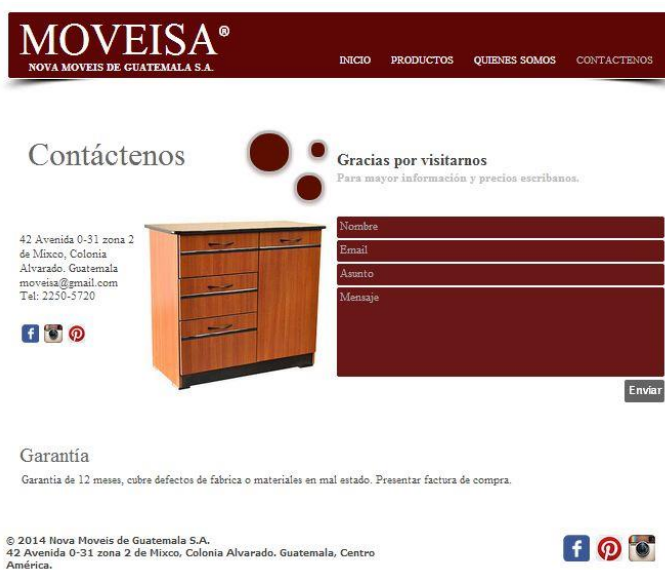 MOVEISA®
NOVA MOVEIS DE GUATEMALA S.A.
INICIO PRODUCTOS QUIENES SOMOS CONTACTENOS
Contáctenos
Gracias por visitarnos
Para mayor información y precios escribanos.
42 Avenida 0-31 zona 2
de Mixco, Colonia
Alvarado. Guatemala
moveisa@gmail.com
Tel: 2250-5720
Nombre
Email
Asunto
Mensaje
Enviar
Garantía
Garantia de 12 meses, cubre defectos de fabrica o materiales en mal estado. Presentar factura de compra.
© 2014 Nova Moveis de Guatemala S.A.
42 Avenida 0-31 zona 2 de Mixco, Colonia Alvarado. Guatemala, Centro
América.